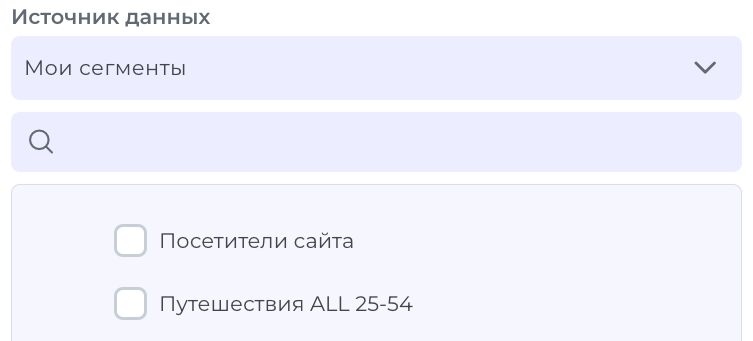 Источник данных
Мои сегменты
Посетители сайта
Путешествия ALL 25-54